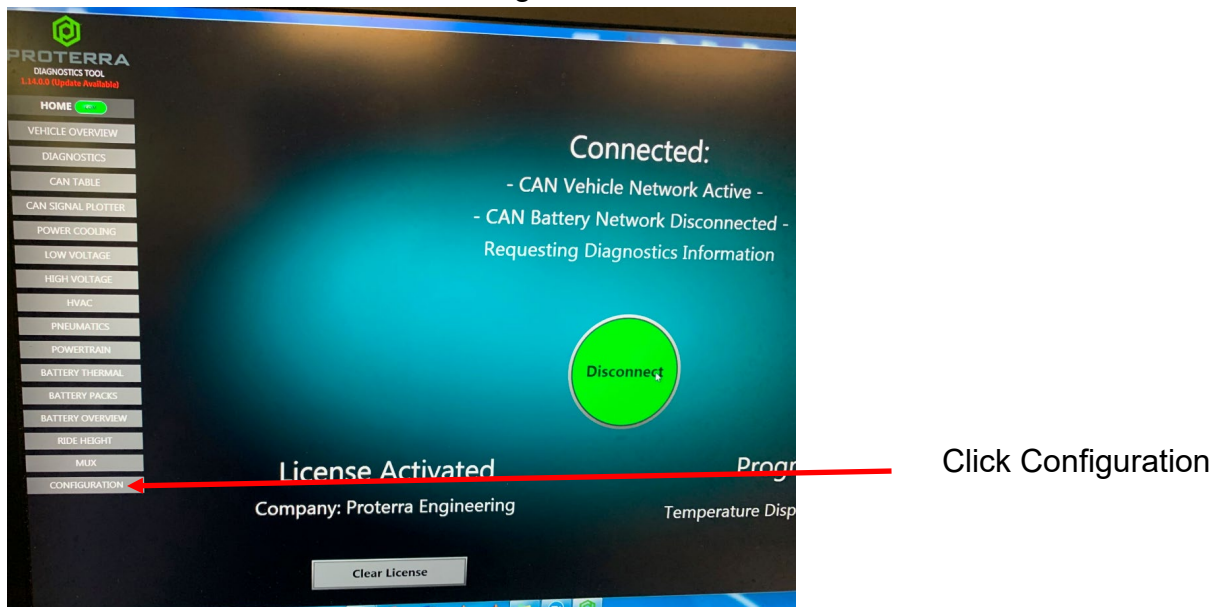 PROTERRA
DIAGNOSTICS TOOL
1.14.0.0 (Update Available)
HOME
VEHICLE OVERVIEW
DIAGNOSTICS
CAN TABLE
CAN SIGNAL PLOTTER
POWER COOLING
LOW VOLTAGE
HIGH VOLTAGE
HVAC
PNEUMATICS
POWERTRAIN
BATTERY THERMAL
BATTERY PACKS
BATTERY OVERVIEW
RIDE HEIGHT
MUX
CONFIGURATION
Connected:
- CAN Vehicle Network Active -
- CAN Battery Network Disconnected -
Requesting Diagnostics Information
Disconnect
License Activated
Company: Proterra Engineering
Clear License
Progr
Temperature Disp
Click Configuration